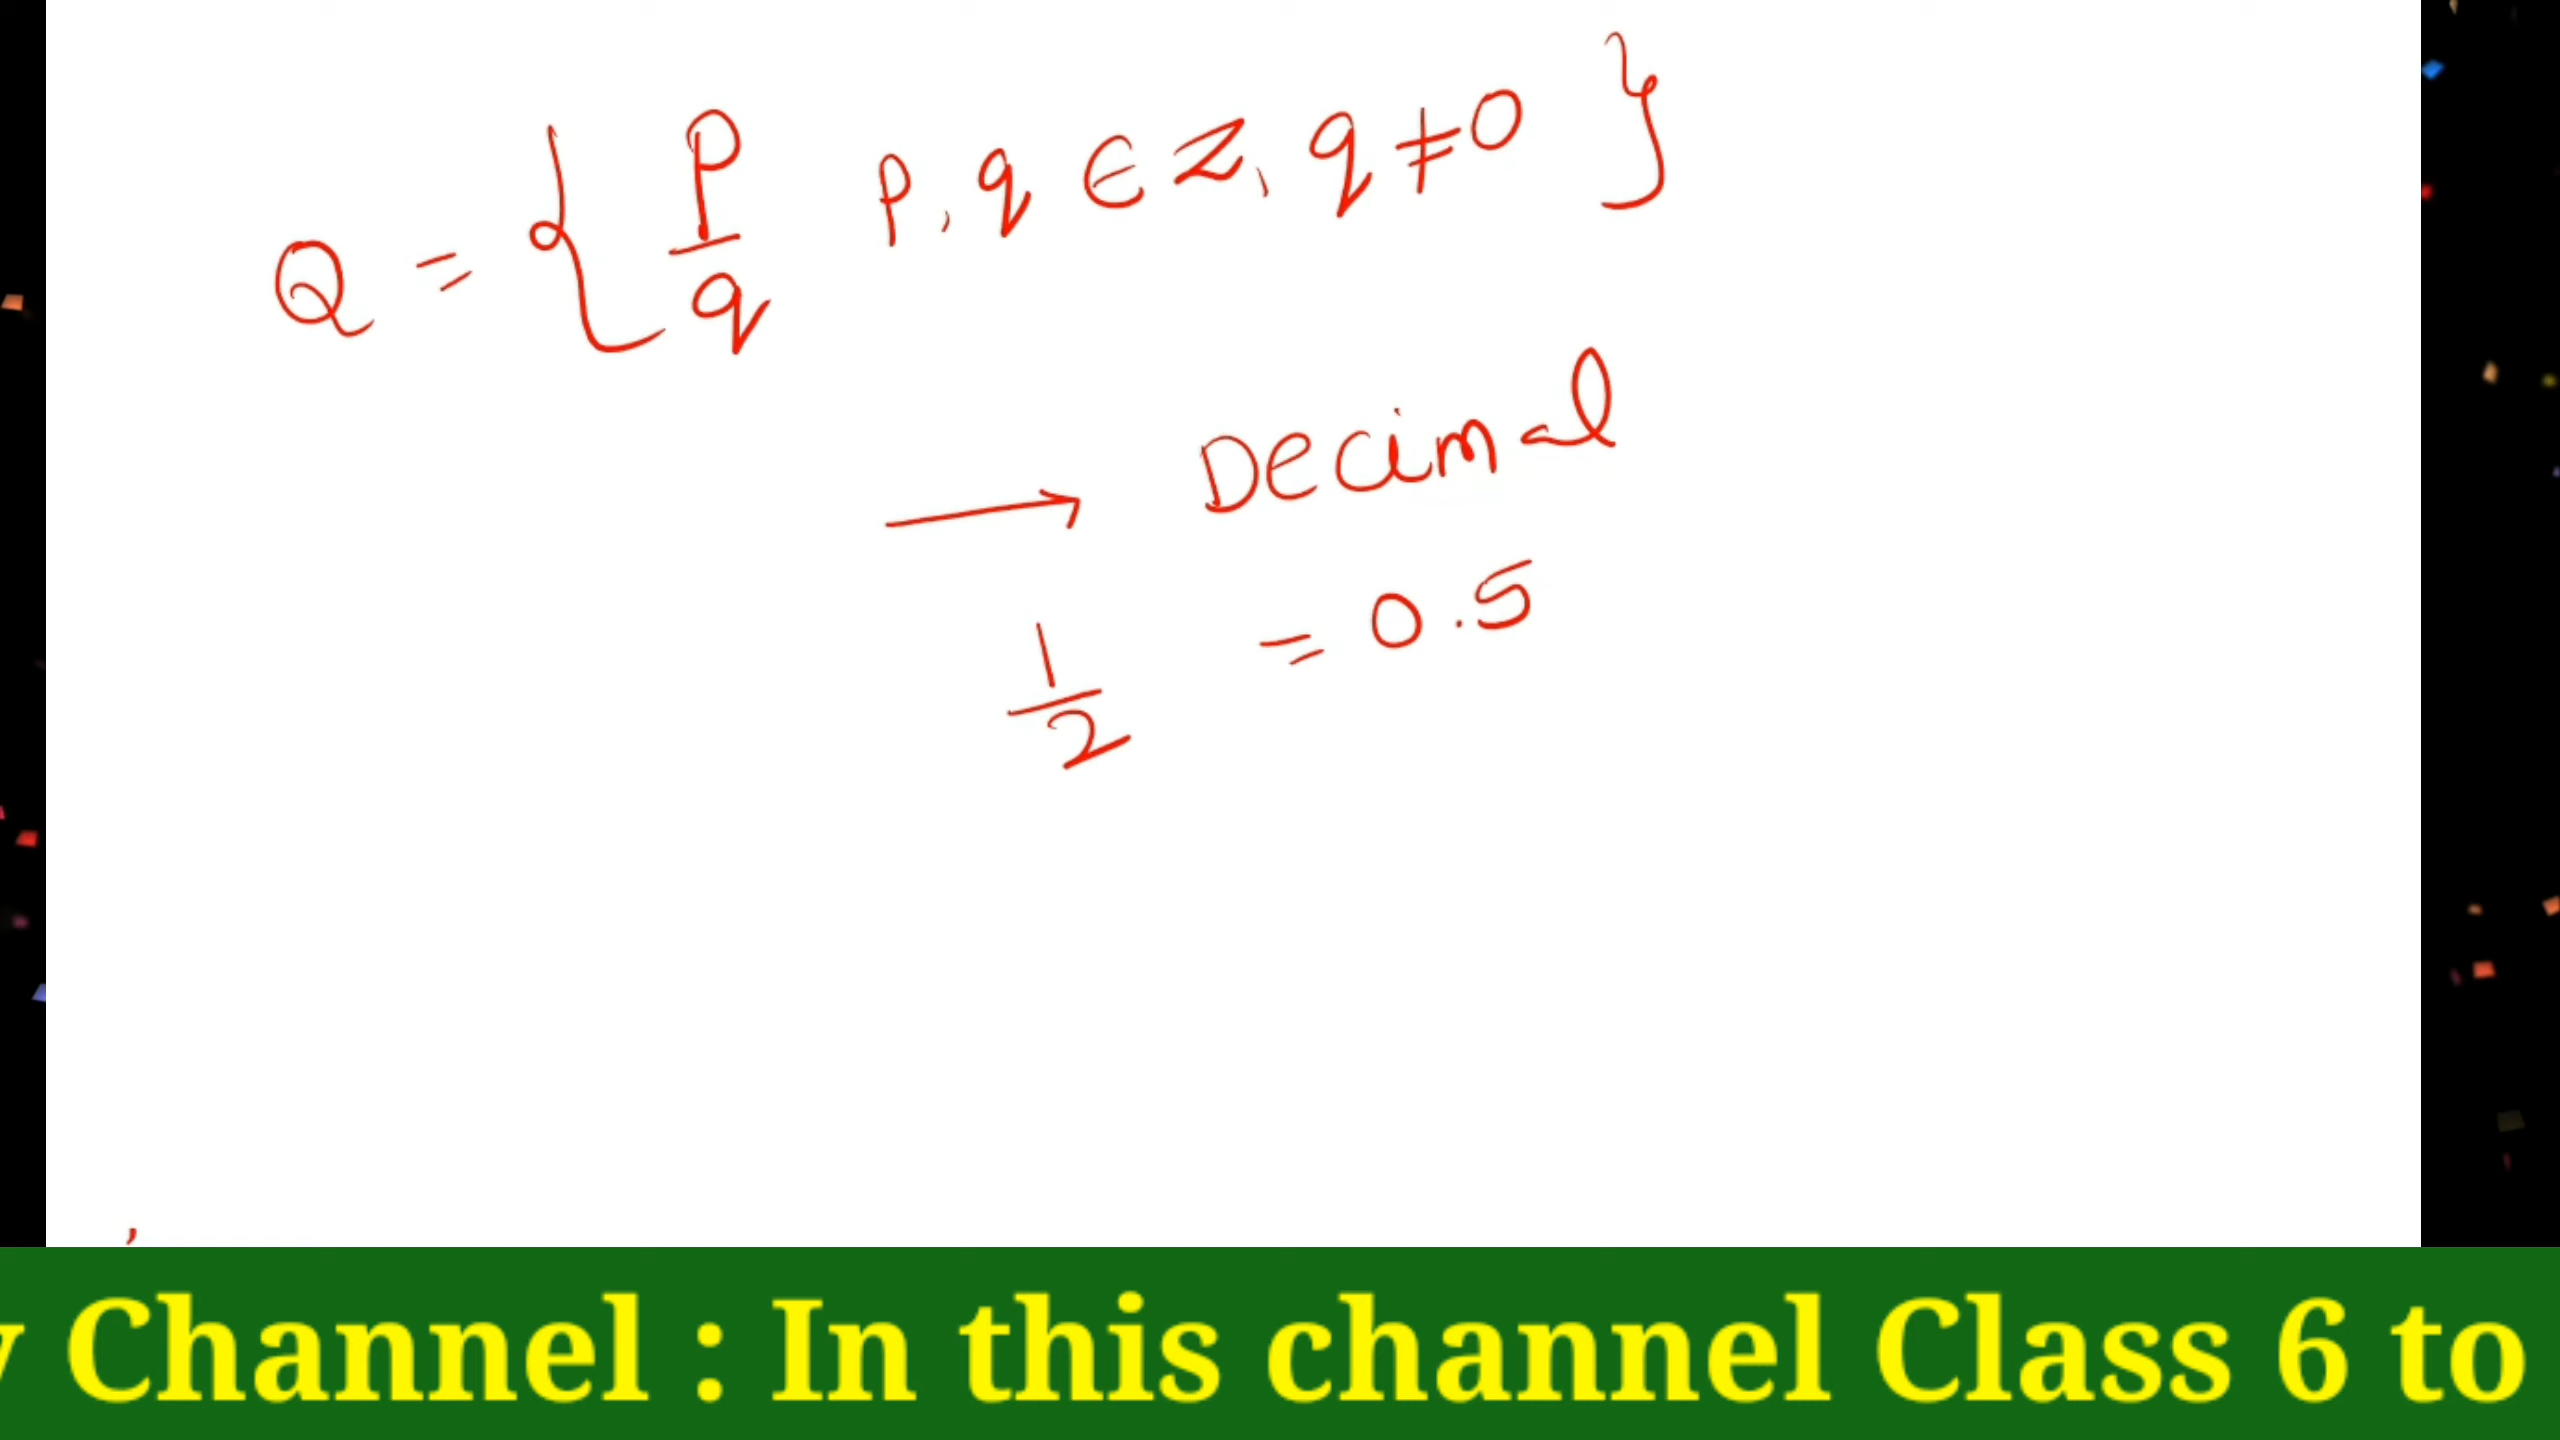 Q = { p/q p, q ∈ Z, q ≠ 0 }
→ Decimal
1/2 = 0.5
Channel : In this channel Class 6 to